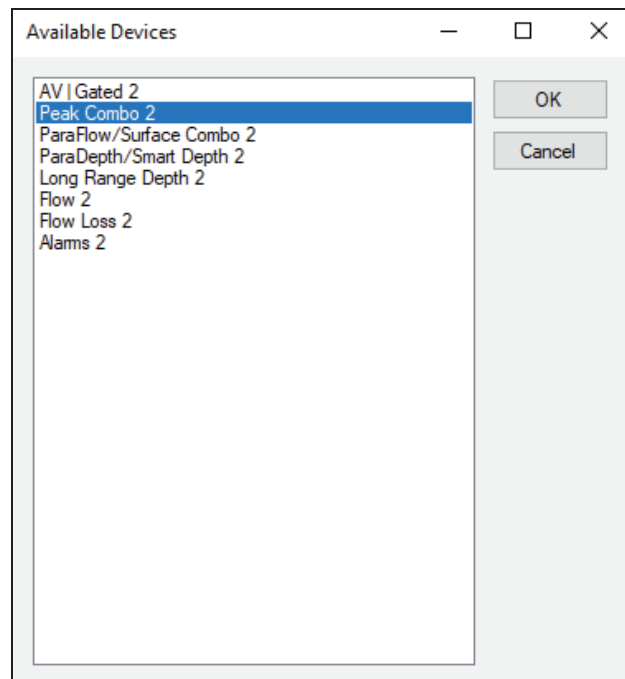 Available Devices
AV|Gated 2
Peak Combo 2
ParaFlow/Surface Combo 2
ParaDepth/Smart Depth 2
Long Range Depth 2
Flow 2
Flow Loss 2
Alarms 2
OK
Cancel